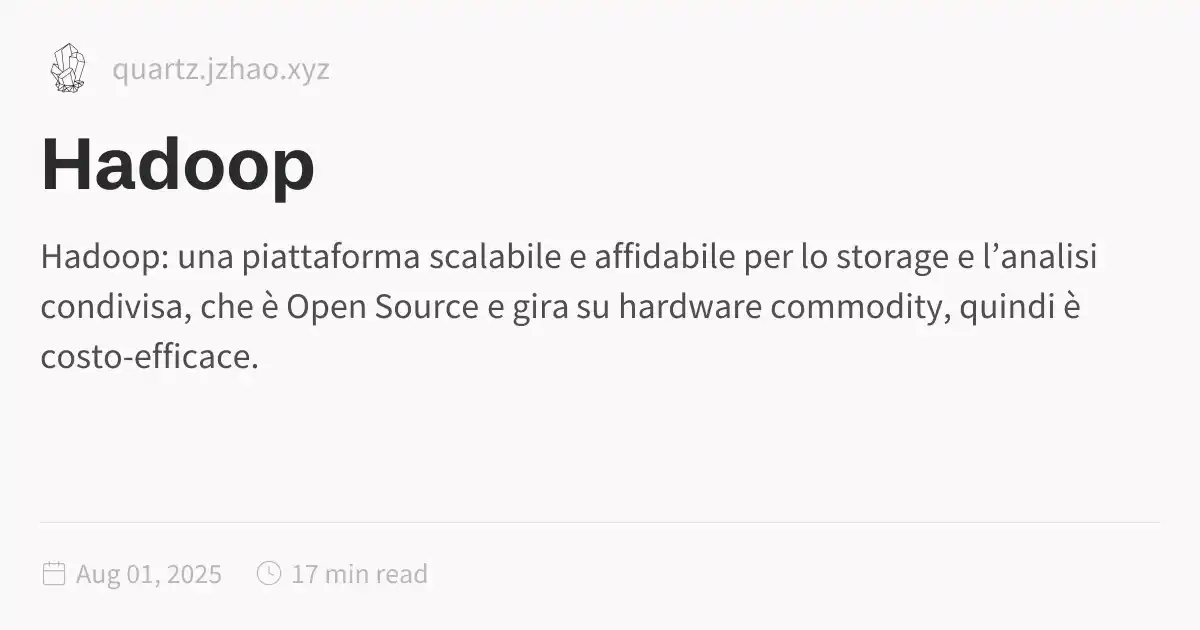 quartz.jzhao.xyz
Hadoop
Hadoop: una piattaforma scalabile e affidabile per lo storage e l’analisi
condivisa, che è Open Source e gira su hardware commodity, quindi è
costo-efficace.
Aug 01, 2025 17 min read